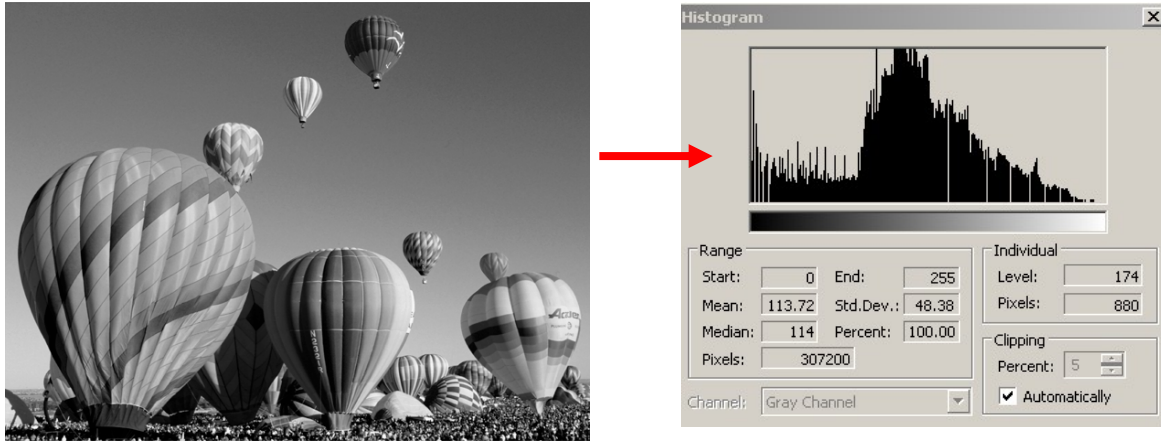 Histogram
Range
Start: 0 End: 255
Mean: 113.72 Std.Dev.: 48.38
Median: 114 Percent: 100.00
Pixels: 307200
Individual
Level: 174
Pixels: 880
Clipping
Percent: 5
Automatically
Channel: Gray Channel